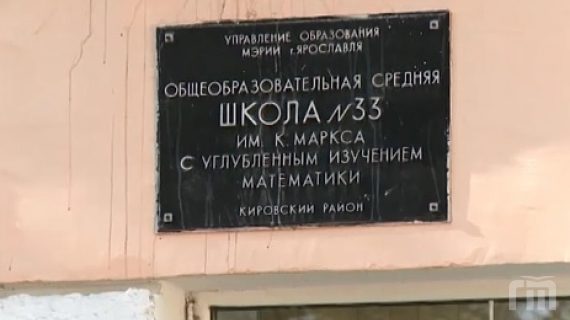 УПРАВЛЕНИЕ ОБРАЗОВАНИЯ
МЭРИИ г. ЯРОСЛАВЛЯ
ОБЩЕОБРАЗОВАТЕЛЬНАЯ СРЕДНЯЯ
ШКОЛА №33
ИМ. К. МАРКСА
С УГЛУБЛЕННЫМ ИЗУЧЕНИЕМ
МАТЕМАТИКИ
КИРОВСКИЙ РАЙОН